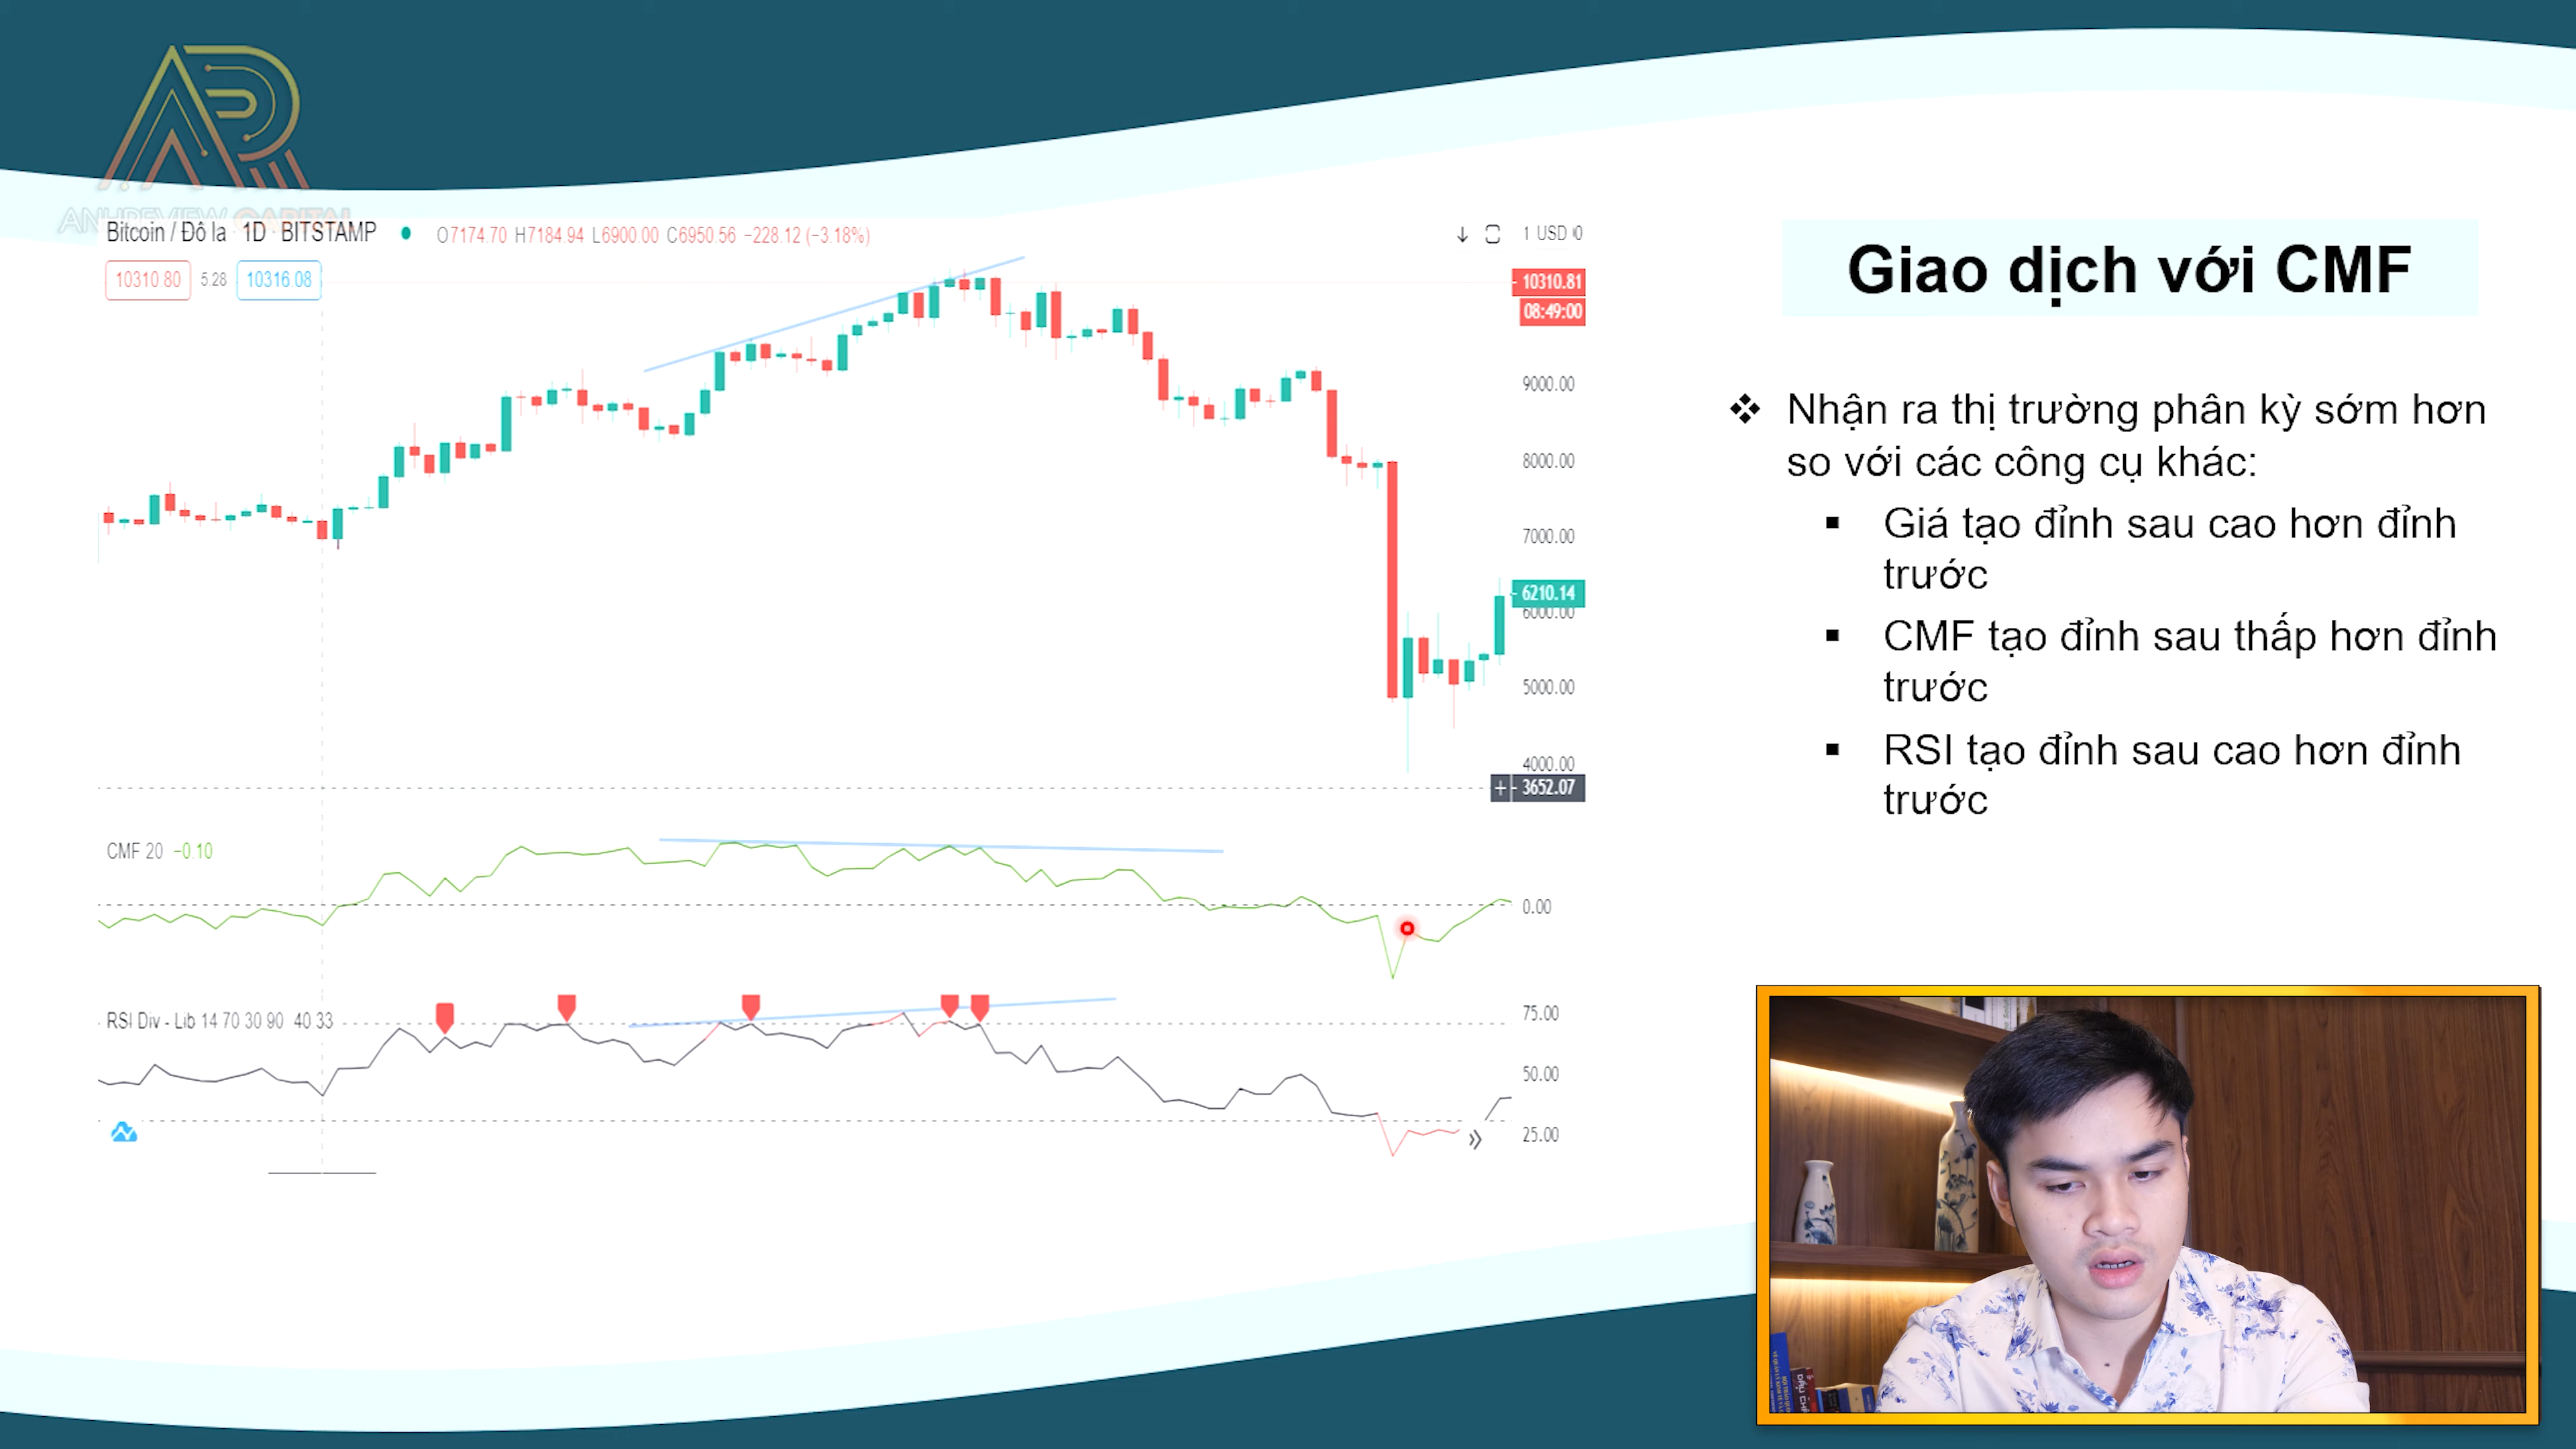 ANHREVIEW CAPITAL
Bitcoin / Đô la 1D · BITSTAMP O7174.70 H7184.94 L6900.00 C6950.56 −228.12 (−3.18%)
1 USD
10310.80 5.28 10316.08
10310.81
08:49:00
9000.00
8000.00
7000.00
6210.14
6000.00
5000.00
4000.00
3652.07
CMF 20 −0.10
0.00
RSI Div - Lib 14 70 30 90 40 33
75.00
50.00
25.00
Giao dịch với CMF
Nhận ra thị trường phân kỳ sớm hơn
so với các công cụ khác:
Giá tạo đỉnh sau cao hơn đỉnh
trước
CMF tạo đỉnh sau thấp hơn đỉnh
trước
RSI tạo đỉnh sau cao hơn đỉnh
trước